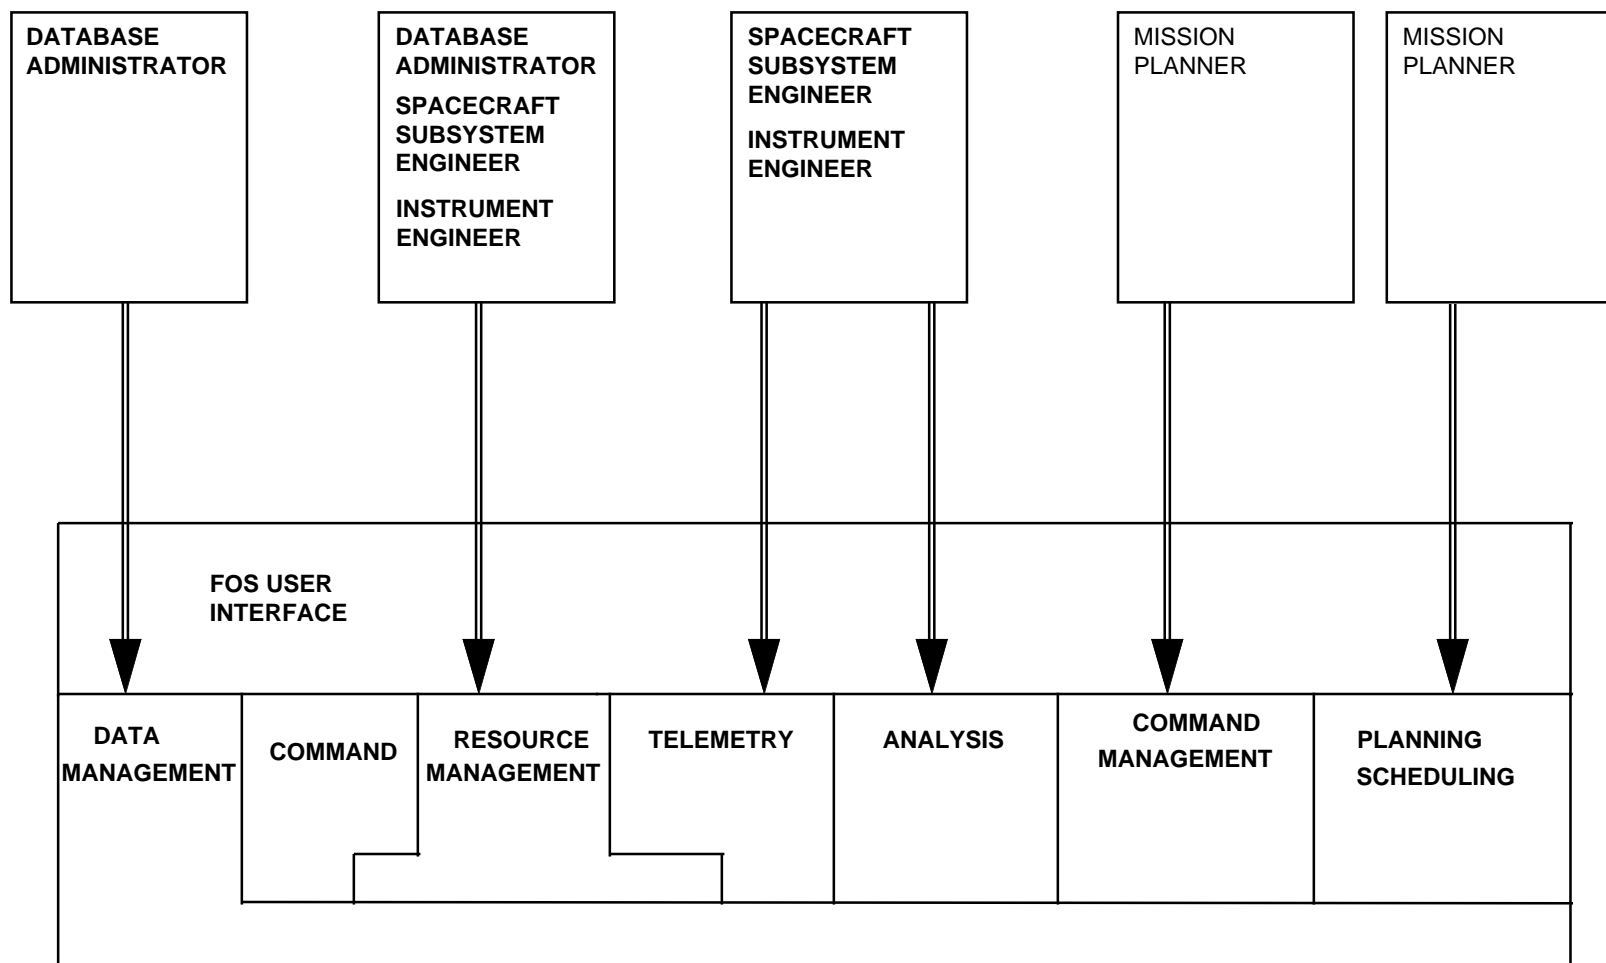 DATABASE
ADMINISTRATOR
DATABASE
ADMINISTRATOR
SPACECRAFT
SUBSYSTEM
ENGINEER
INSTRUMENT
ENGINEER
SPACECRAFT
SUBSYSTEM
ENGINEER
INSTRUMENT
ENGINEER
MISSION
PLANNER
MISSION
PLANNER
FOS USER
INTERFACE
DATA
MANAGEMENT
COMMAND
RESOURCE
MANAGEMENT
TELEMETRY
ANALYSIS
COMMAND
MANAGEMENT
PLANNING
SCHEDULING